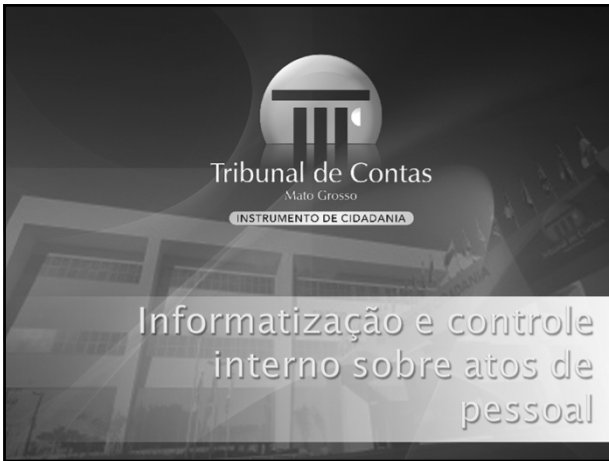 Tribunal de Contas
Mato Grosso
INSTRUMENTO DE CIDADANIA
Informatização e controle
interno sobre atos de
pessoal